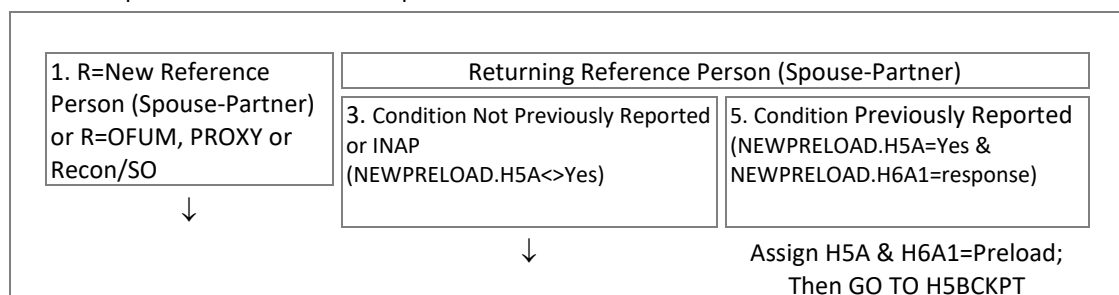 1. R=New Reference
Person (Spouse-Partner)
or R=OFUM, PROXY or
Recon/SO
↓
Returning Reference Person (Spouse-Partner)
3. Condition Not Previously Reported
or INAP
(NEWPRELOAD.H5A<>Yes)
↓
5. Condition Previously Reported
(NEWPRELOAD.H5A=Yes &
NEWPRELOAD.H6A1=response)
Assign H5A & H6A1=Preload;
Then GO TO H5BCKPT